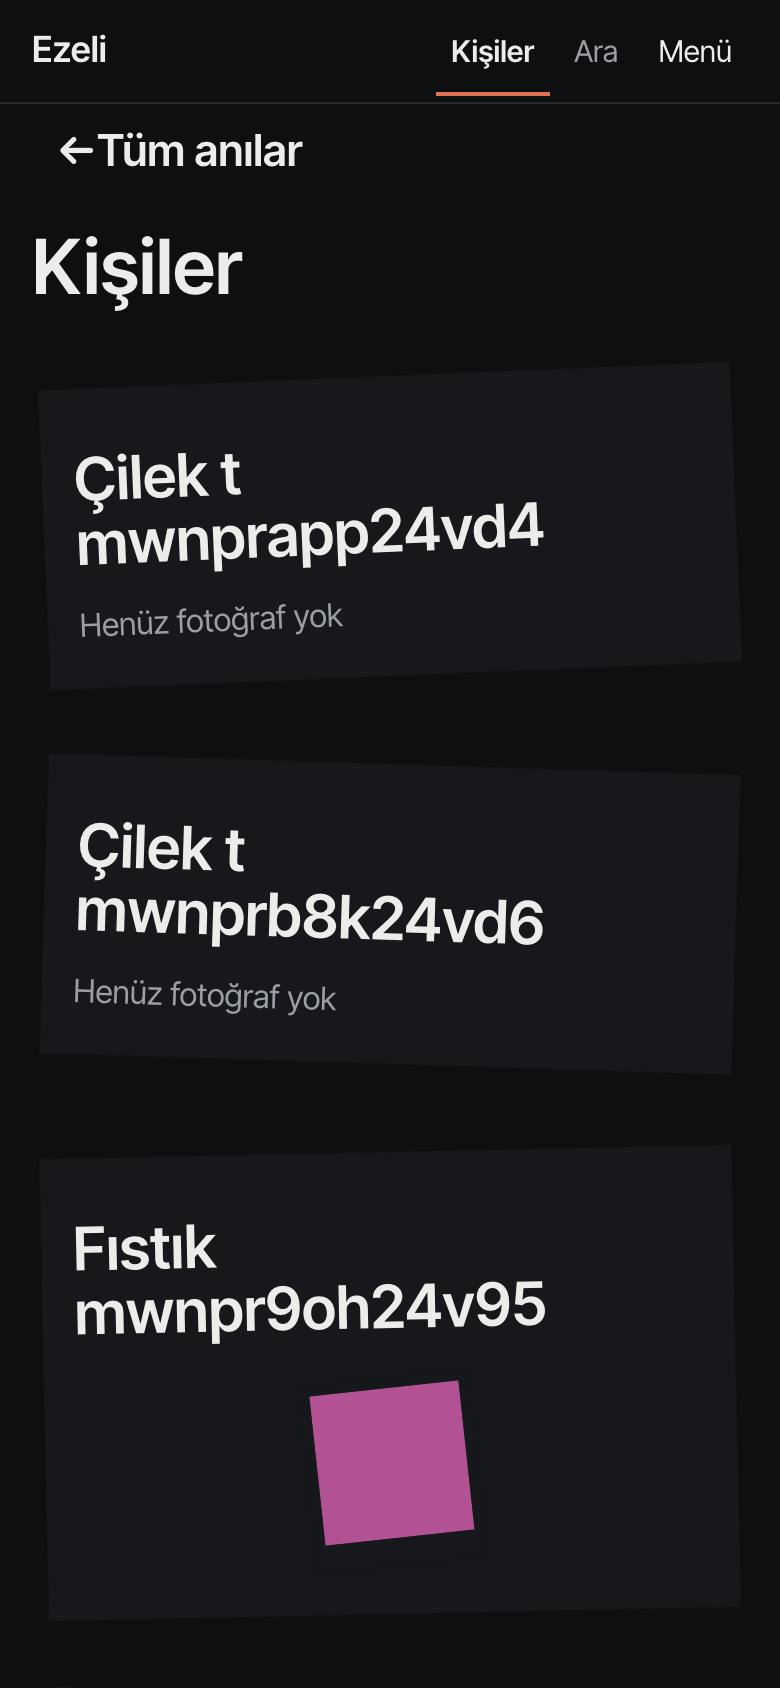 Ezeli
Kişiler Ara Menü
←Tüm anılar
Kişiler
Çilek t
mwnprapp24vd4
Henüz fotoğraf yok
Çilek t
mwnprb8k24vd6
Henüz fotoğraf yok
Fıstık
mwnpr9oh24v95